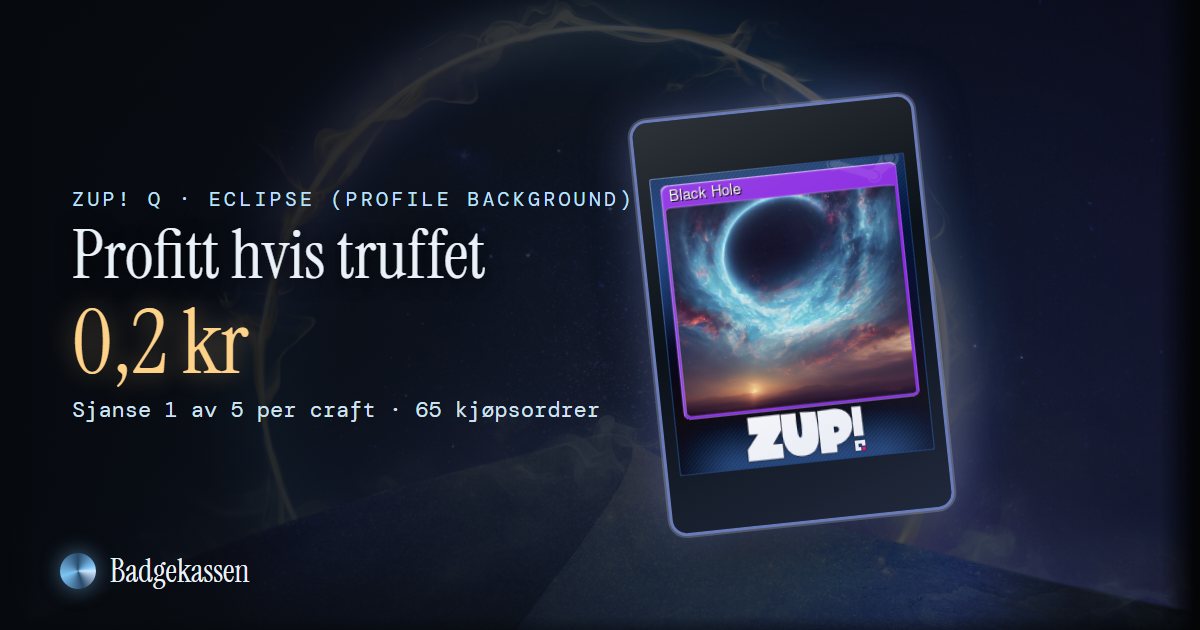 ZUP! Q · ECLIPSE (PROFILE BACKGROUND)
Profitt hvis truffet
0,2 kr
Sjanse 1 av 5 per craft · 65 kjøpsordrer
Black Hole
ZUP!
Badgekassen